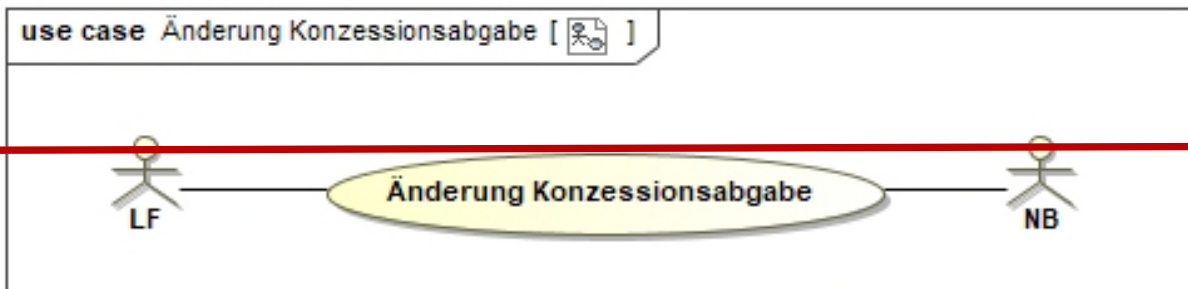 use case Änderung Konzessionsabgabe [ ]
Änderung Konzessionsabgabe
LF
NB